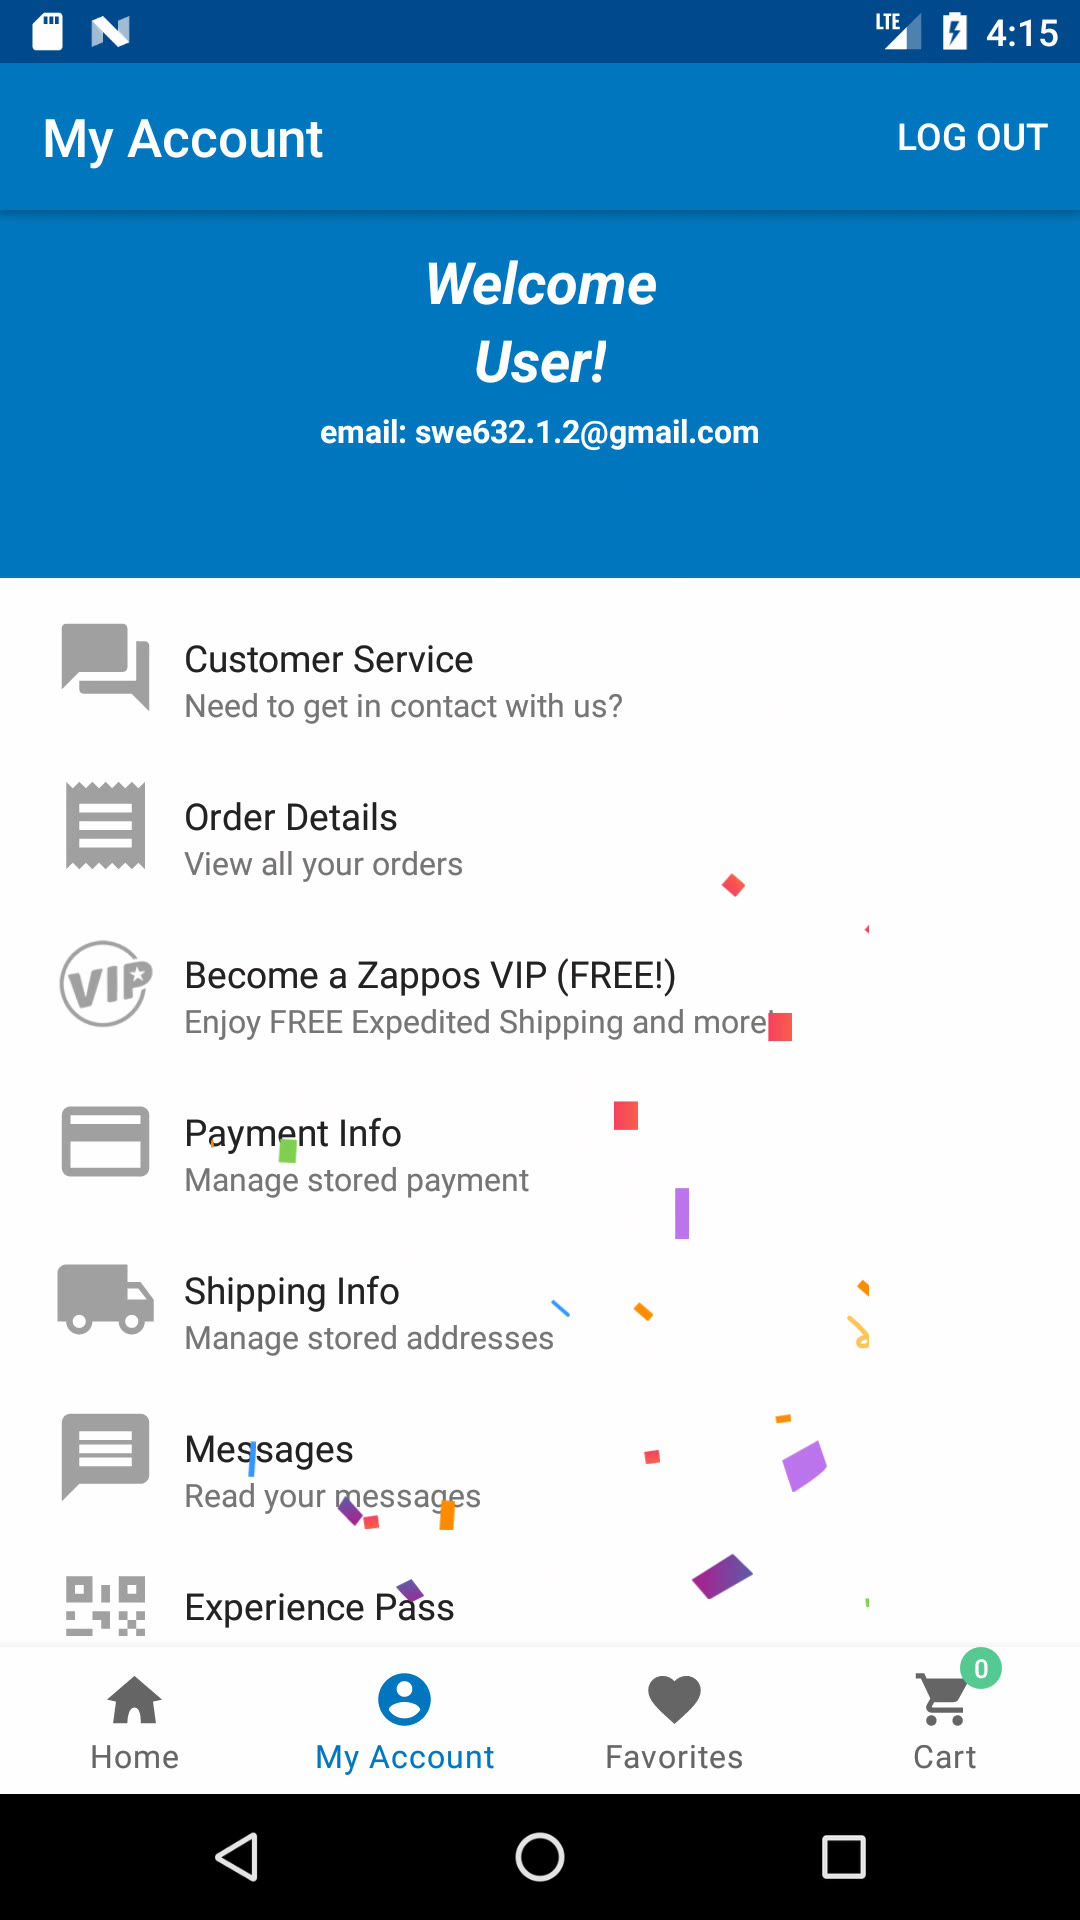 LTE 4:15
My Account LOG OUT
Welcome
User!
email: swe632.1.2@gmail.com
Customer Service
Need to get in contact with us?
Order Details
View all your orders
VIP Become a Zappos VIP (FREE!)
Enjoy FREE Expedited Shipping and more!
Payment Info
Manage stored payment
Shipping Info
Manage stored addresses
Messages
Read your messages
Experience Pass
0
Home My Account Favorites Cart